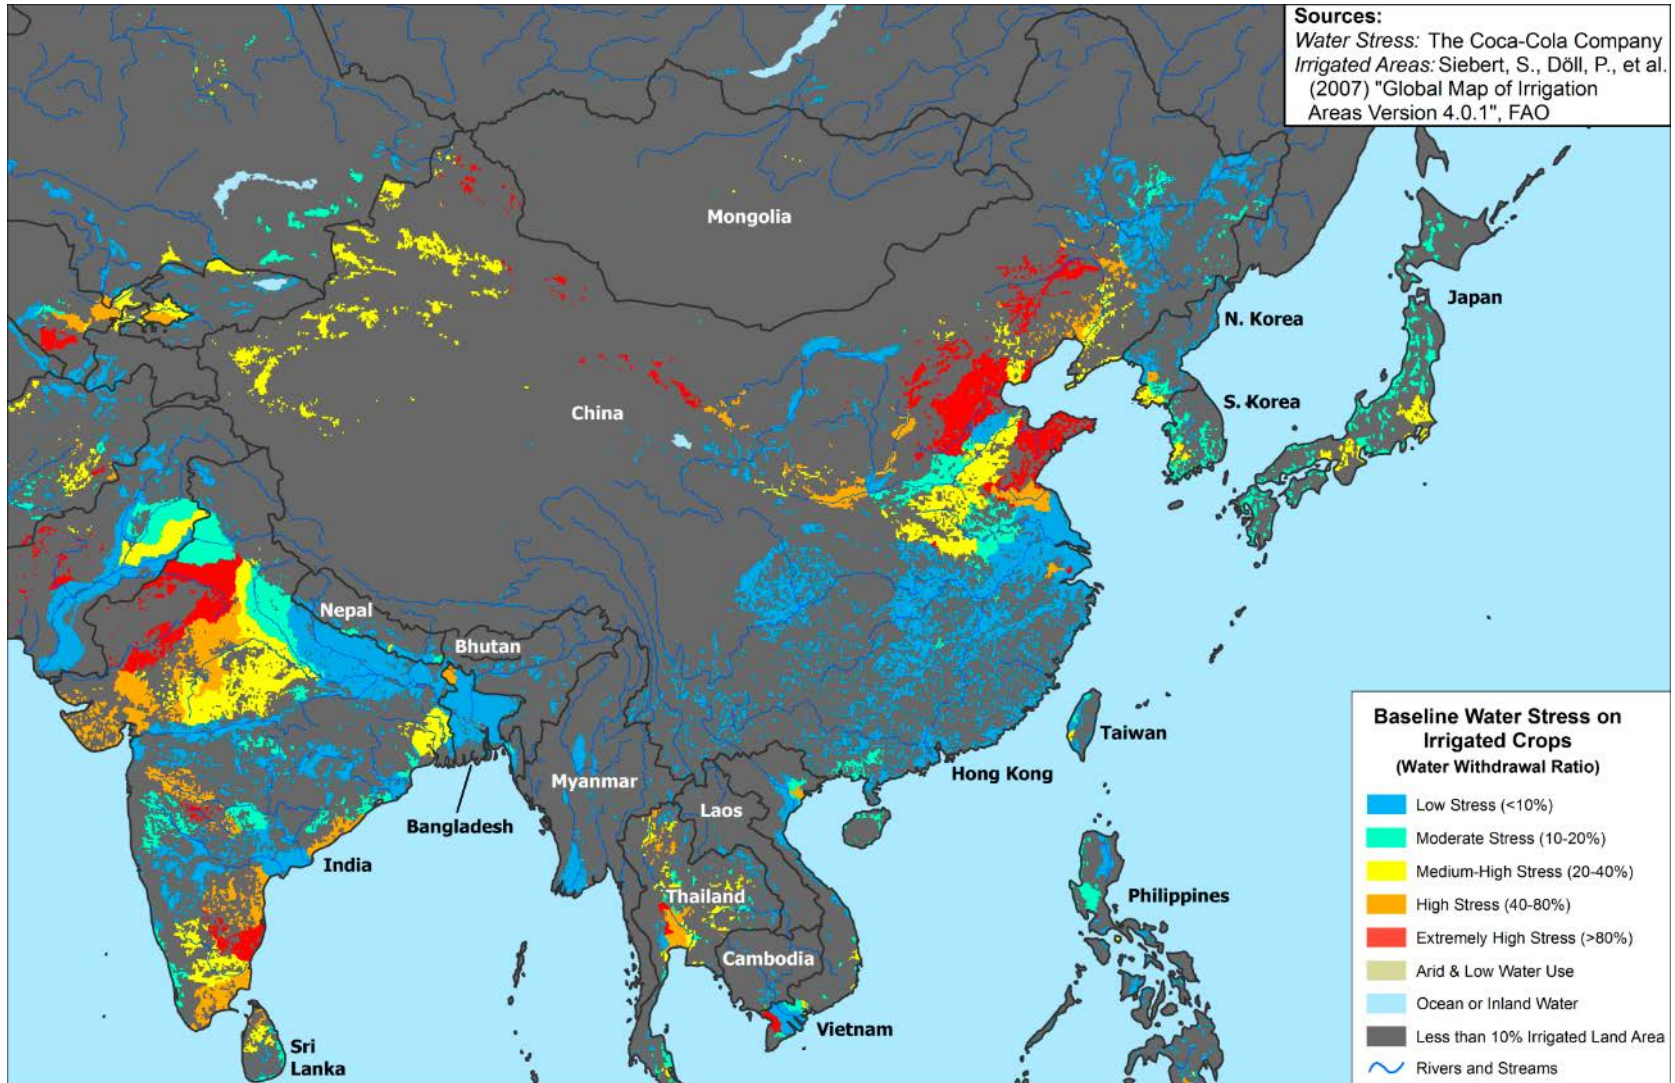 Sources:
Water Stress: The Coca-Cola Company
Irrigated Areas: Siebert, S., Döll, P., et al.
(2007) "Global Map of Irrigation
Areas Version 4.0.1", FAO
Mongolia
Japan
N. Korea
S. Korea
China
Nepal
Bhutan
Taiwan
Hong Kong
Myanmar
Laos
Bangladesh
India
Thailand
Philippines
Cambodia
Vietnam
Sri
Lanka
Baseline Water Stress on
Irrigated Crops
(Water Withdrawal Ratio)
Low Stress (<10%)
Moderate Stress (10-20%)
Medium-High Stress (20-40%)
High Stress (40-80%)
Extremely High Stress (>80%)
Arid & Low Water Use
Ocean or Inland Water
Less than 10% Irrigated Land Area
Rivers and Streams